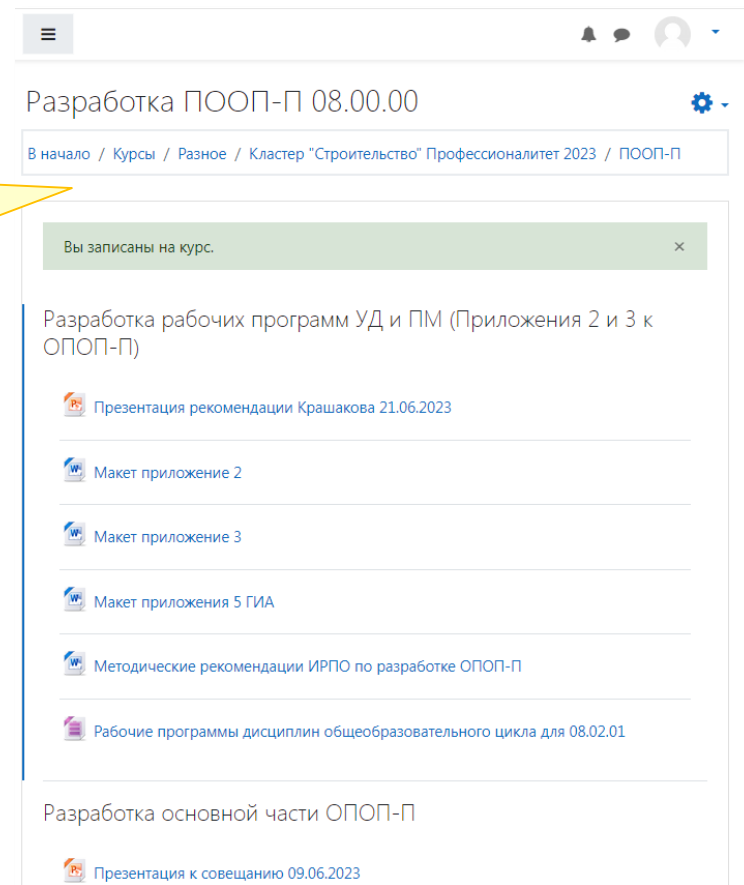 Разработка ПООП-П 08.00.00
В начало / Курсы / Разное / Кластер "Строительство" Профессионалитет 2023 / ПООП-П
Вы записаны на курс.
×
Разработка рабочих программ УД и ПМ (Приложения 2 и 3 к
ОПОП-П)
Презентация рекомендации Крашакова 21.06.2023
Макет приложение 2
Макет приложение 3
Макет приложения 5 ГИА
Методические рекомендации ИРПО по разработке ОПОП-П
Рабочие программы дисциплин общеобразовательного цикла для 08.02.01
Разработка основной части ОПОП-П
Презентация к совещанию 09.06.2023